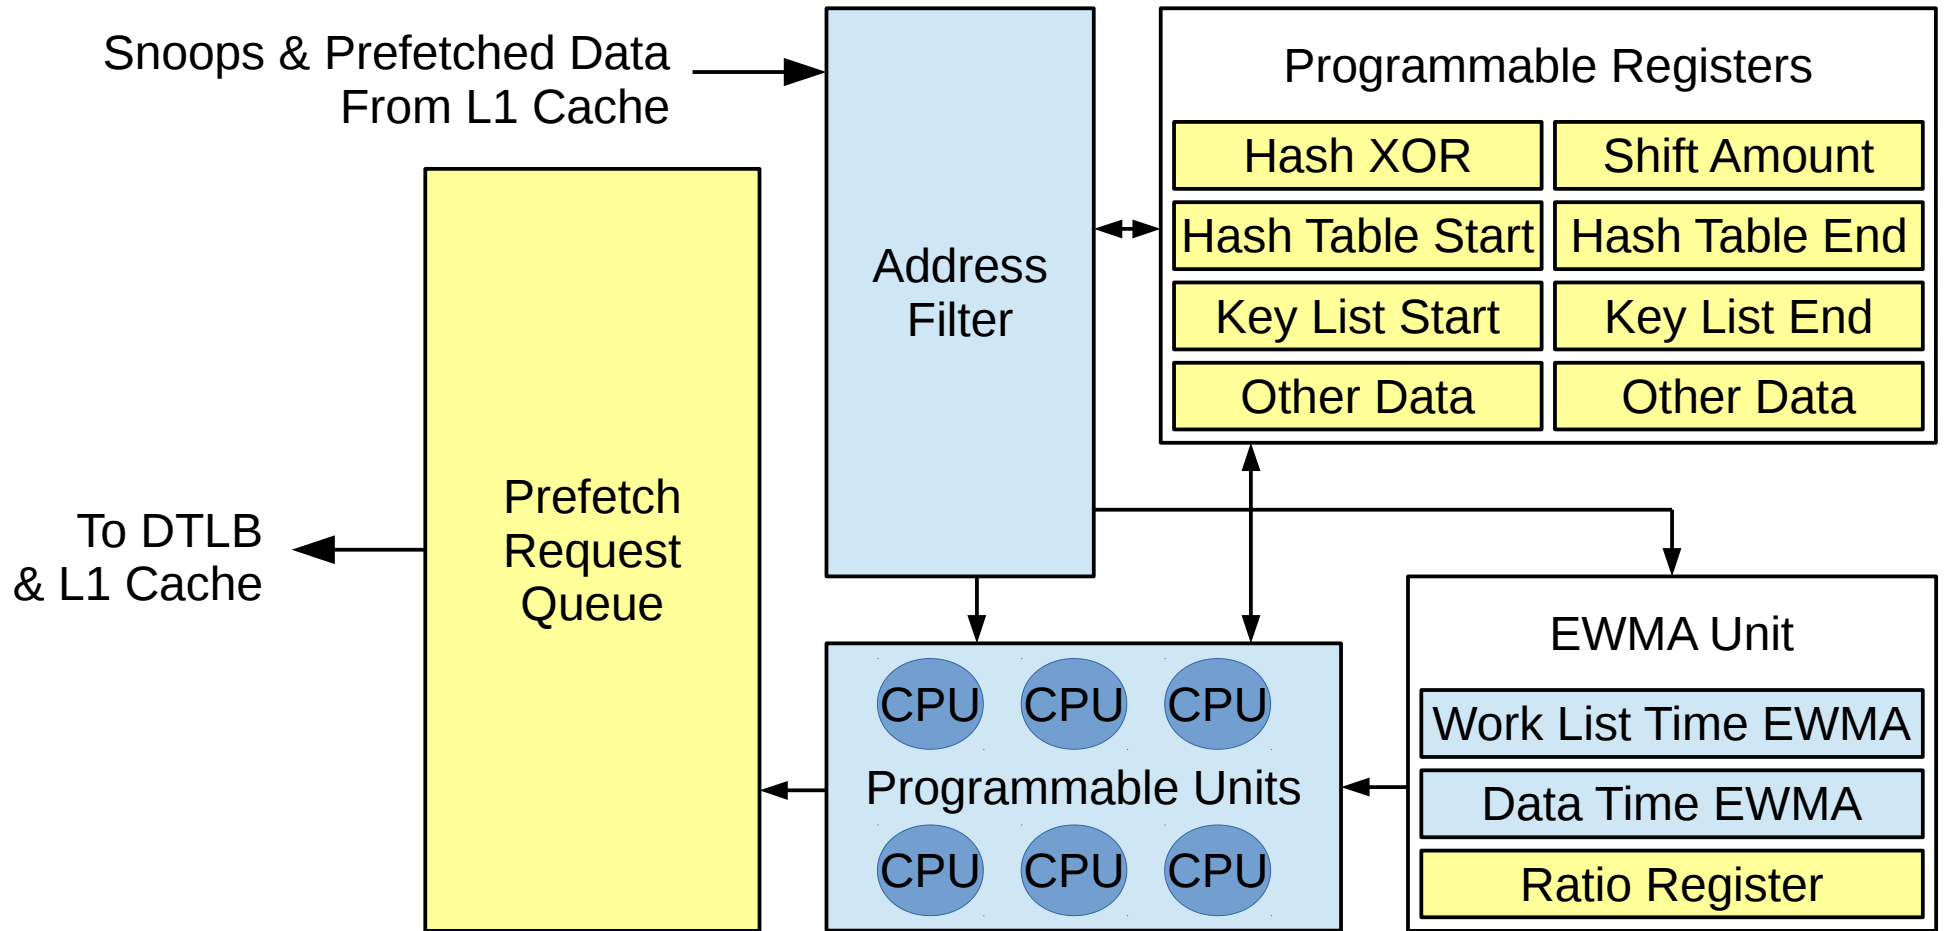 Snoops & Prefetched Data
From L1 Cache
Address
Filter
Programmable Registers
Hash XOR
Shift Amount
Hash Table Start
Hash Table End
Key List Start
Key List End
Other Data
Other Data
Prefetch
Request
Queue
To DTLB
& L1 Cache
CPU
CPU
CPU
Programmable Units
CPU
CPU
CPU
EWMA Unit
Work List Time EWMA
Data Time EWMA
Ratio Register